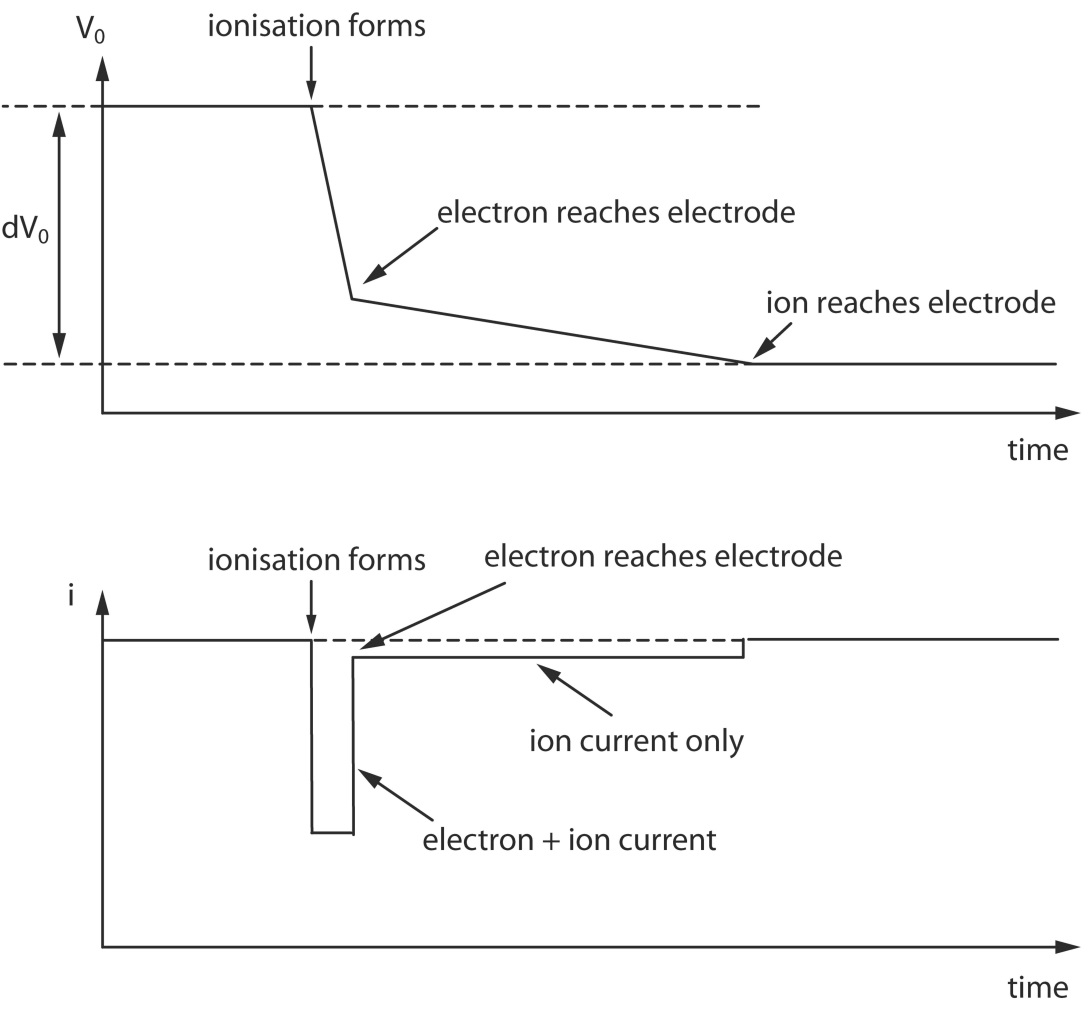 V₀
ionisation forms
dV₀
electron reaches electrode
ion reaches electrode
time
ionisation forms
electron reaches electrode
i
ion current only
electron + ion current
time